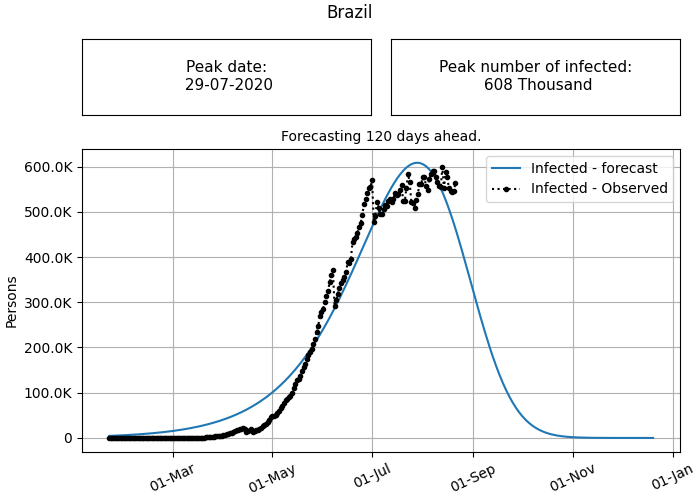 Brazil
Peak date:
29-07-2020
Peak number of infected:
608 Thousand
Forecasting 120 days ahead.
600.0K
500.0K
400.0K
300.0K
200.0K
100.0K
0
Persons
Infected - forecast
Infected - Observed
01-Mar
01-May
01-Jul
01-Sep
01-Nov
01-Jan